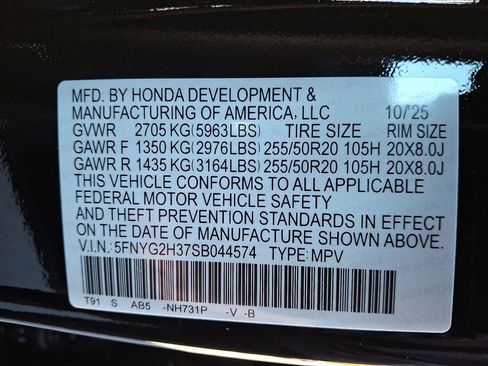 MFD. BY HONDA DEVELOPMENT &
MANUFACTURING OF AMERICA, LLC 10/25
GVWR 2705 KG(5963LBS) TIRE SIZE RIM SIZE
GAWR F 1350 KG(2976LBS) 255/50R20 105H 20X8.0J
GAWR R 1435 KG(3164LBS) 255/50R20 105H 20X8.0J
THIS VEHICLE CONFORMS TO ALL APPLICABLE
FEDERAL MOTOR VEHICLE SAFETY
AND THEFT PREVENTION STANDARDS IN EFFECT
ON THE DATE OF MANUFACTURE SHOWN ABOVE.
V.I.N.: 5FNYG2H37SB044574 TYPE: MPV
T91 S AB5 -NH731P -V -B